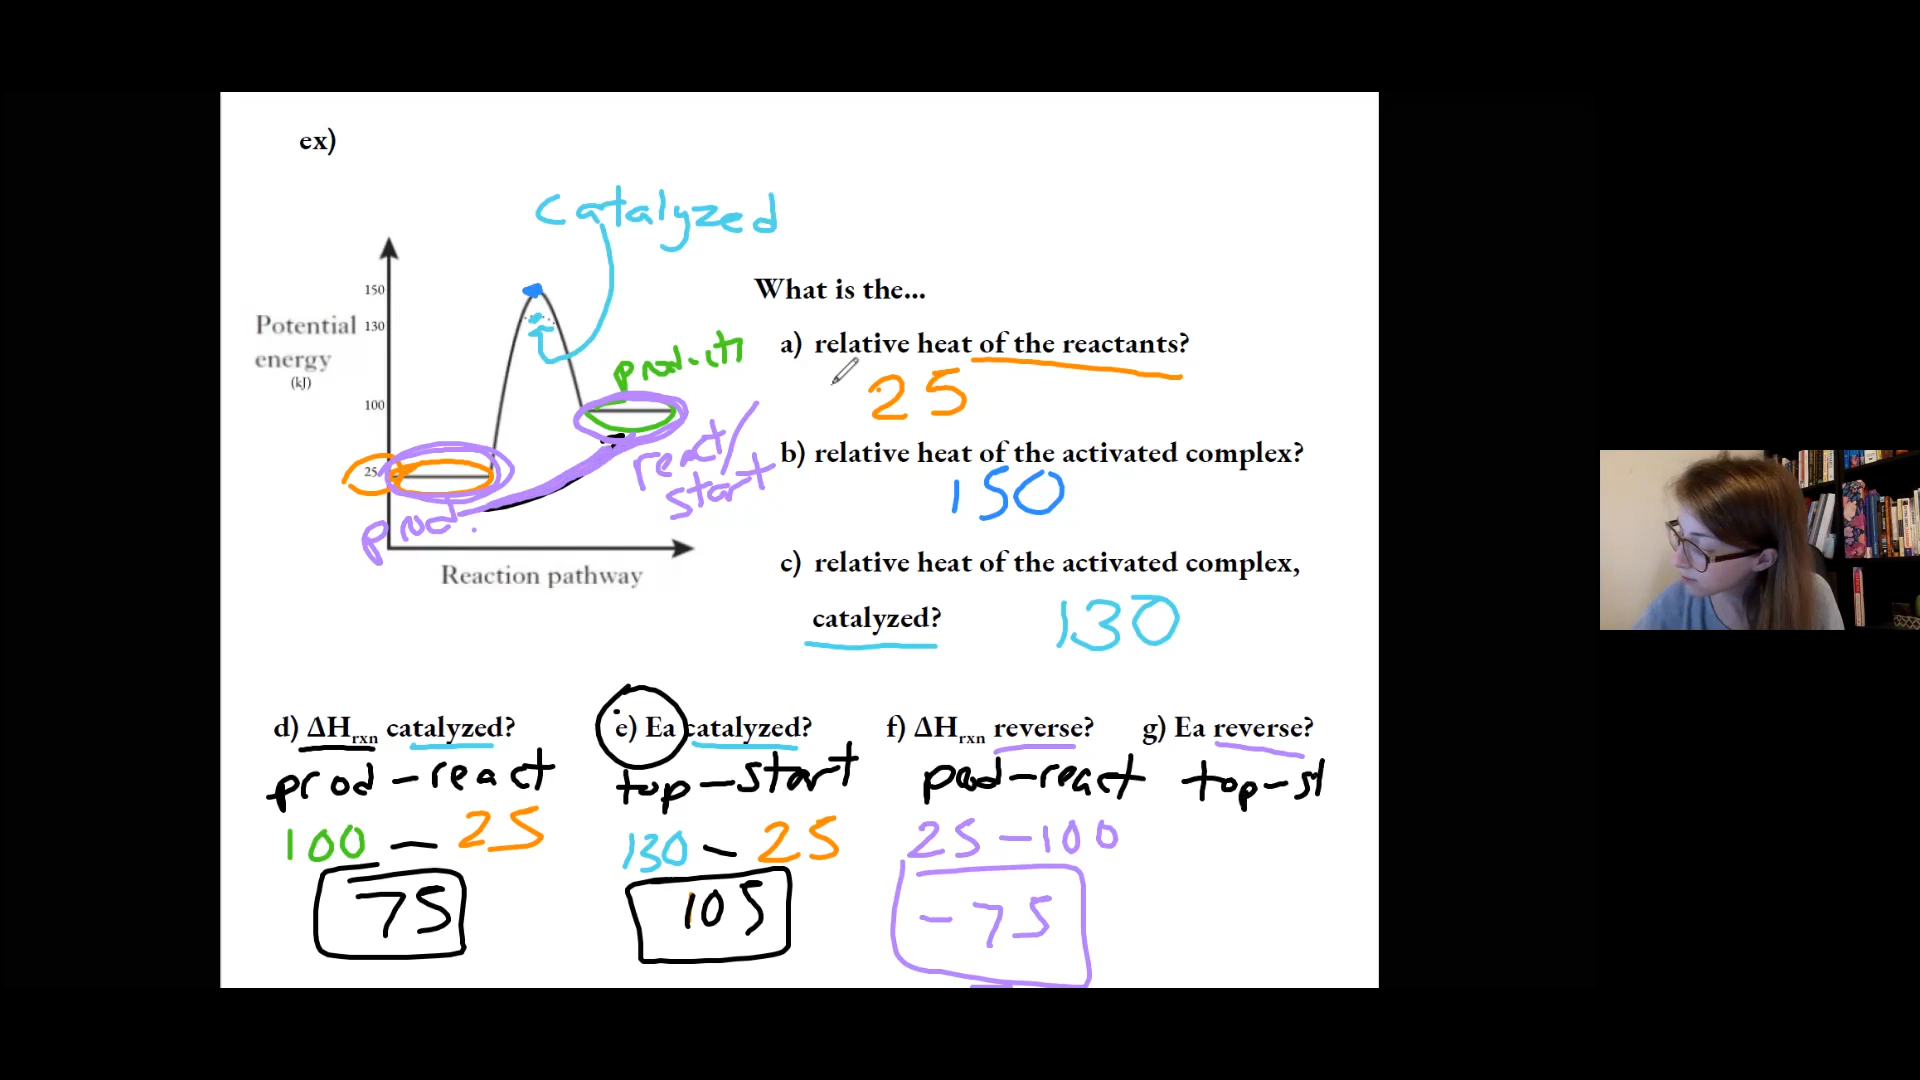 ex)
catalyzed
150
Potential
130
energy
(kJ)
100
25
Reaction pathway
products
react/
start
prod.
What is the...
a) relative heat of the reactants?
25
b) relative heat of the activated complex?
150
c) relative heat of the activated complex,
catalyzed?
130
d) ΔHrxn catalyzed?
prod - react
100 - 25
75
e) Ea catalyzed?
top - start
130 - 25
105
f) ΔHrxn reverse?
prod - react
25 - 100
-75
g) Ea reverse?
top - st